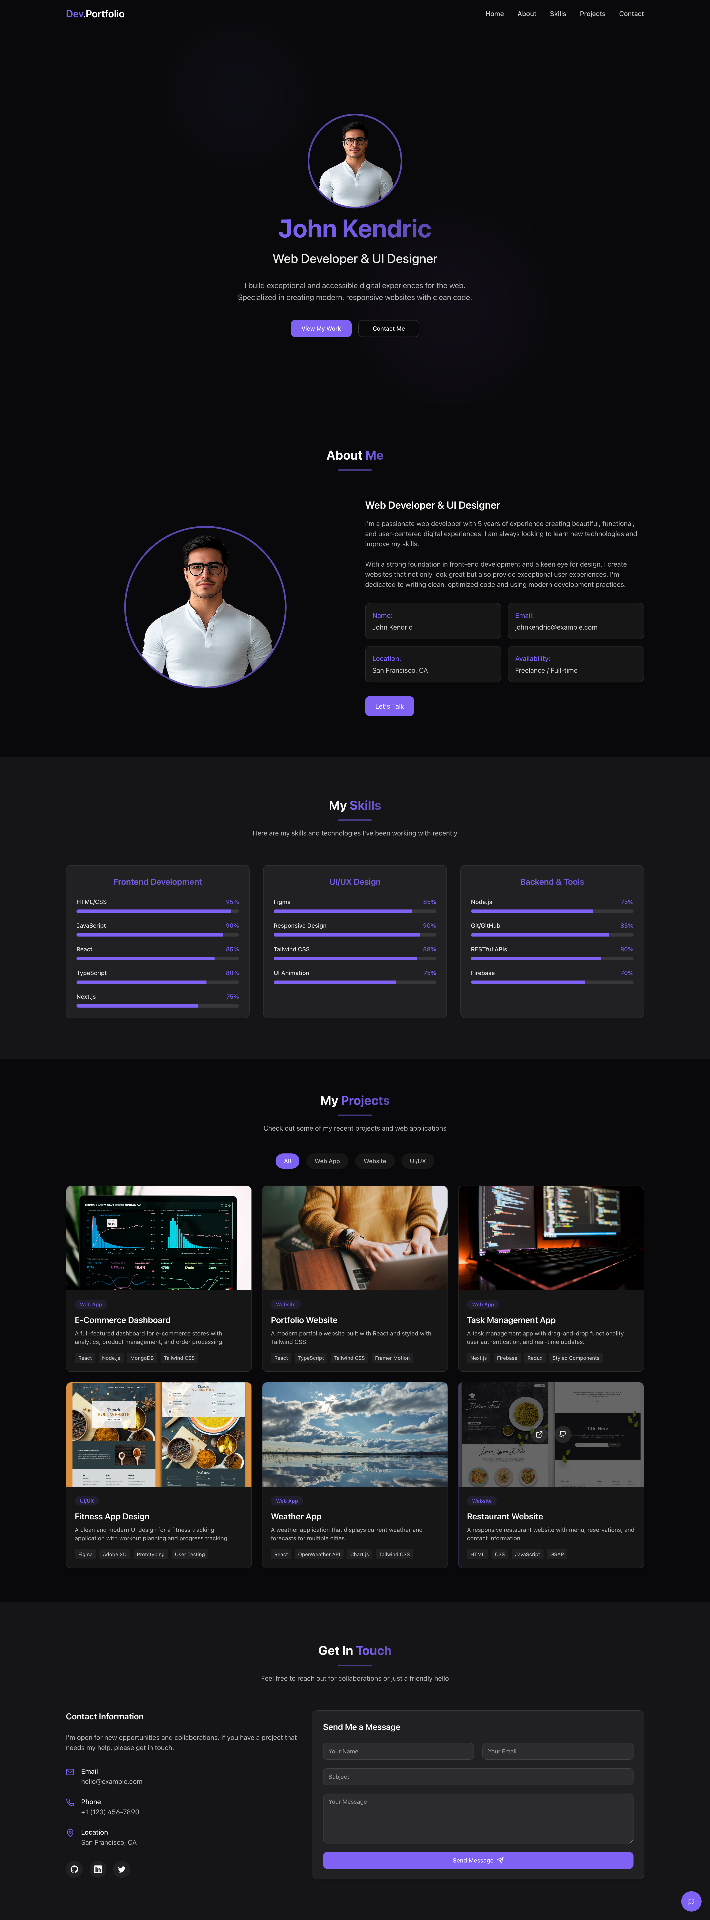 Dev.Portfolio
Home About Skills Projects Contact
John Kendric
Web Developer & UI Designer
I build exceptional and accessible digital experiences for the web.
Specialized in creating modern, responsive websites with clean code.
View My Work Contact Me
About Me
Web Developer & UI Designer
I'm a passionate web developer with 5 years of experience creating beautiful, functional,
and user-centered digital experiences. I am always looking to learn new technologies and
improve my skills.
With a strong foundation in front-end development and a keen eye for design, I create
websites that not only look great but also provide exceptional user experiences. I'm
dedicated to writing clean, optimized code and using modern development practices.
Name:
John Kendric
Email:
johnkendric@example.com
Location:
San Francisco, CA
Availability:
Freelance / Full-time
Let's Talk
My Skills
Here are my skills and technologies I've been working with recently
Frontend Development
HTML/CSS 95%
JavaScript 90%
React 85%
TypeScript 80%
Next.js 75%
UI/UX Design
Figma 85%
Responsive Design 90%
Tailwind CSS 88%
UI Animation 75%
Backend & Tools
Node.js 75%
Git/GitHub 85%
RESTful APIs 80%
Firebase 70%
My Projects
Check out some of my recent projects and web applications
All Web App Website UI/UX
Web App
E-Commerce Dashboard
A full-featured dashboard for e-commerce stores with
analytics, product management, and order processing.
React Node.js MongoDB Tailwind CSS
Website
Portfolio Website
A modern portfolio website built with React and styled with
Tailwind CSS.
React TypeScript Tailwind CSS Framer Motion
Web App
Task Management App
A task management app with drag-and-drop functionality,
user authentication, and real-time updates.
Next.js Firebase Redux Styled Components
FULL WEBSITE
UI/UX
Fitness App Design
A clean and modern UI design for a fitness tracking
application with workout planning and progress tracking.
Figma Adobe XD Prototyping User Testing
Web App
Weather App
A weather application that displays current weather and
forecasts for multiple cities.
React OpenWeather API Chart.js Tailwind CSS
Title Here
Website
Restaurant Website
A responsive restaurant website with menu, reservations, and
contact information.
HTML CSS JavaScript GSAP
Get In Touch
Feel free to reach out for collaborations or just a friendly hello
Contact Information
I'm open for new opportunities and collaborations. If you have a project that
needs my help, please get in touch.
Email
hello@example.com
Phone
+1 (123) 456-7890
Location
San Francisco, CA
Send Me a Message
Your Name Your Email
Subject
Your Message
Send Message